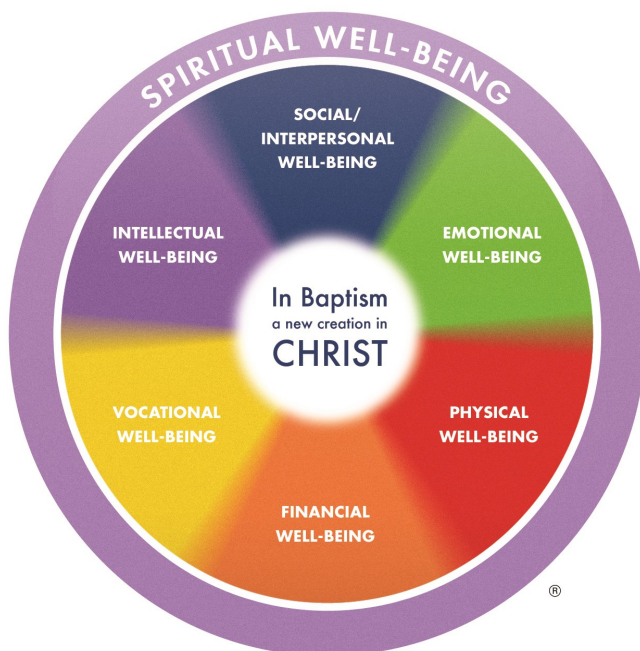 SPIRITUAL WELL-BEING
SOCIAL/
INTERPERSONAL
WELL-BEING
EMOTIONAL
WELL-BEING
PHYSICAL
WELL-BEING
FINANCIAL
WELL-BEING
VOCATIONAL
WELL-BEING
INTELLECTUAL
WELL-BEING
In Baptism
a new creation in
CHRIST
®